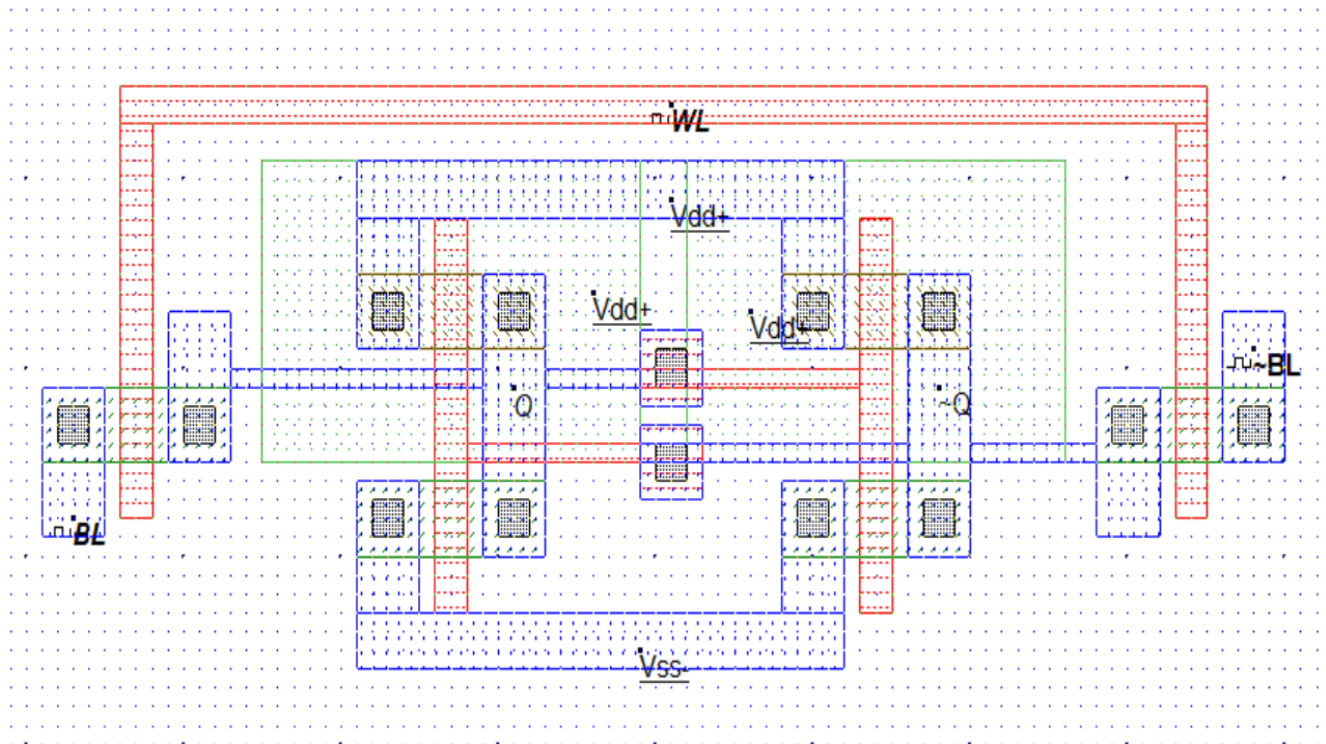 WL
Vdd+
Vdd+
Vdd+
~BL
Q
~Q
BL
Vss-